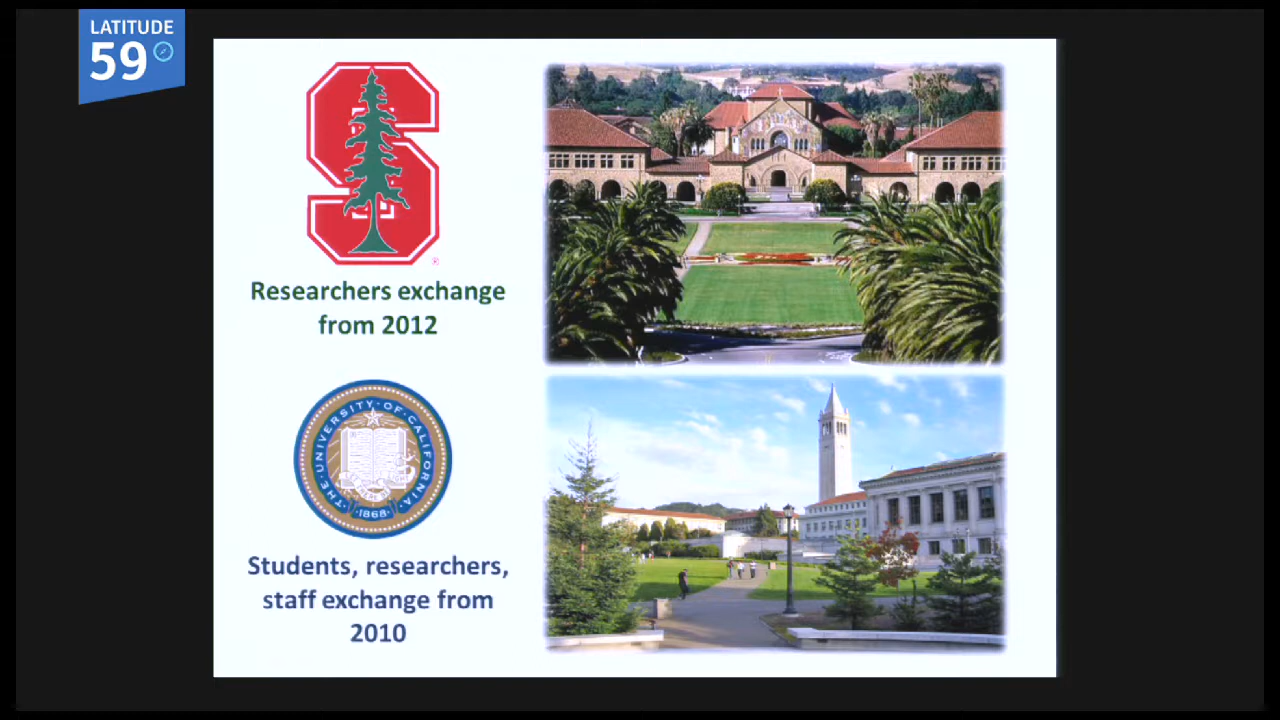 LATITUDE
59
Researchers exchange
from 2012
THE·UNIVERSITY·OF·CALIFORNIA·
·1868·
Students, researchers,
staff exchange from
2010